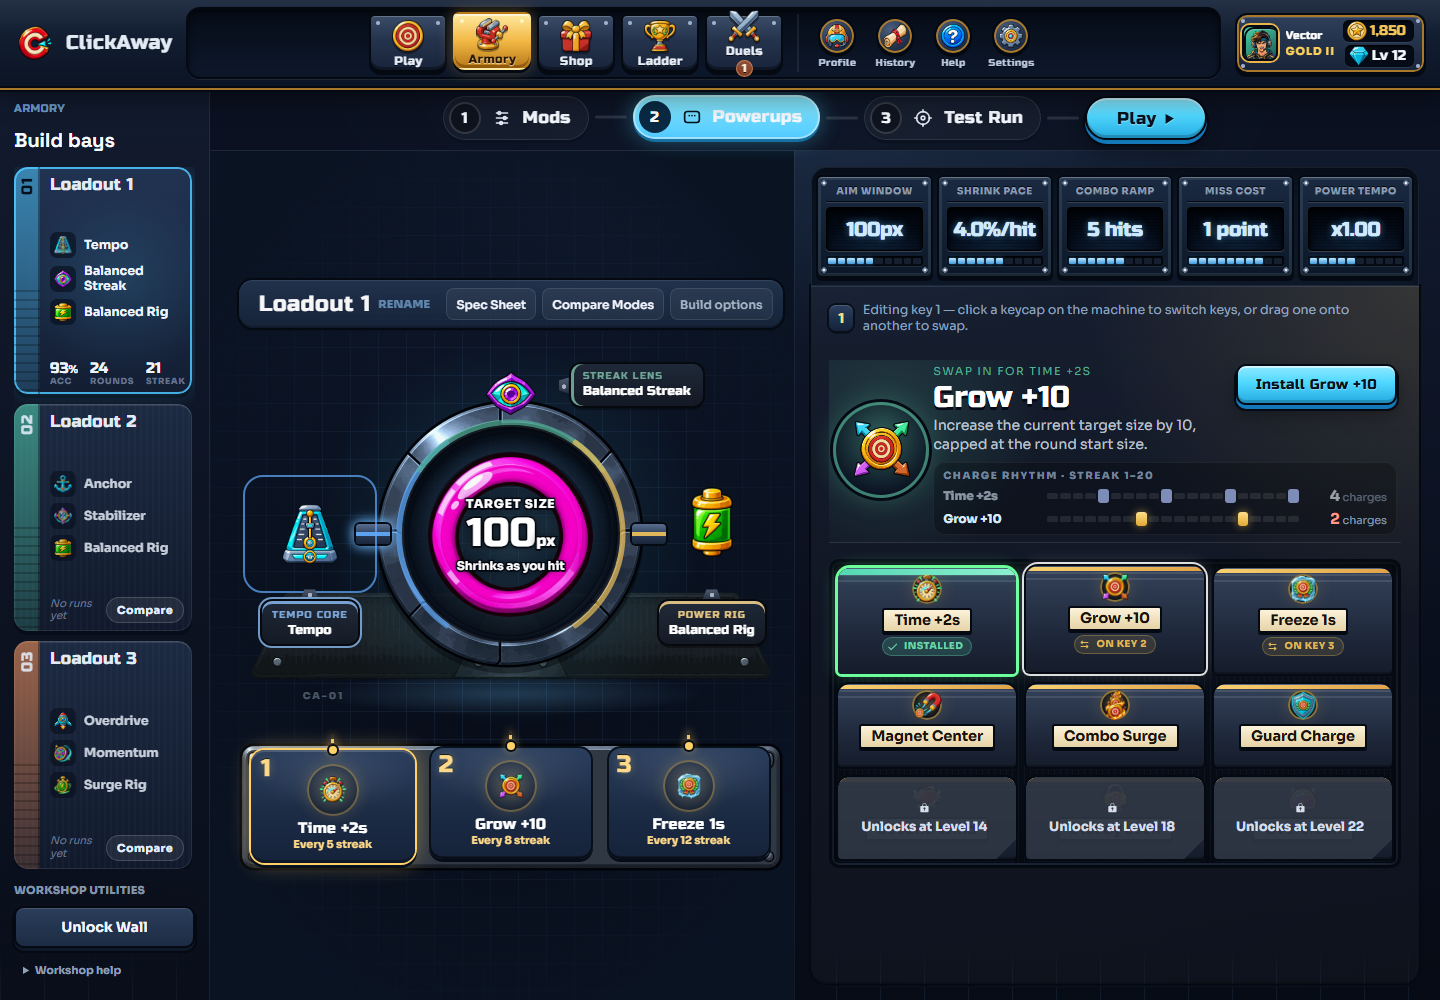 ClickAway
Play
Armory
Shop
Ladder
Duels
1
Profile
History
Help
Settings
Vector
GOLD II
1,850
Lv 12
ARMORY
Build bays
1 Mods
2 Powerups
3 Test Run
Play
01
Loadout 1
Tempo
Balanced
Streak
Balanced Rig
93% 24 21
ACC ROUNDS STREAK
02
Loadout 2
Anchor
Stabilizer
Balanced Rig
No runs
yet
Compare
03
Loadout 3
Overdrive
Momentum
Surge Rig
No runs
yet
Compare
WORKSHOP UTILITIES
Unlock Wall
Workshop help
Loadout 1 RENAME Spec Sheet Compare Modes Build options
STREAK LENS
Balanced Streak
TARGET SIZE
100px
Shrinks as you hit
TEMPO CORE
Tempo
POWER RIG
Balanced Rig
CA-01
1
Time +2s
Every 5 streak
2
Grow +10
Every 8 streak
3
Freeze 1s
Every 12 streak
AIM WINDOW
100px
SHRINK PACE
4.0%/hit
COMBO RAMP
5 hits
MISS COST
1 point
POWER TEMPO
x1.00
1
Editing key 1 — click a keycap on the machine to switch keys, or drag one onto
another to swap.
SWAP IN FOR TIME +2S
Grow +10
Increase the current target size by 10,
capped at the round start size.
Install Grow +10
CHARGE RHYTHM · STREAK 1–20
Time +2s 4 charges
Grow +10 2 charges
Time +2s
INSTALLED
Grow +10
ON KEY 2
Freeze 1s
ON KEY 3
Magnet Center
Combo Surge
Guard Charge
Unlocks at Level 14
Unlocks at Level 18
Unlocks at Level 22